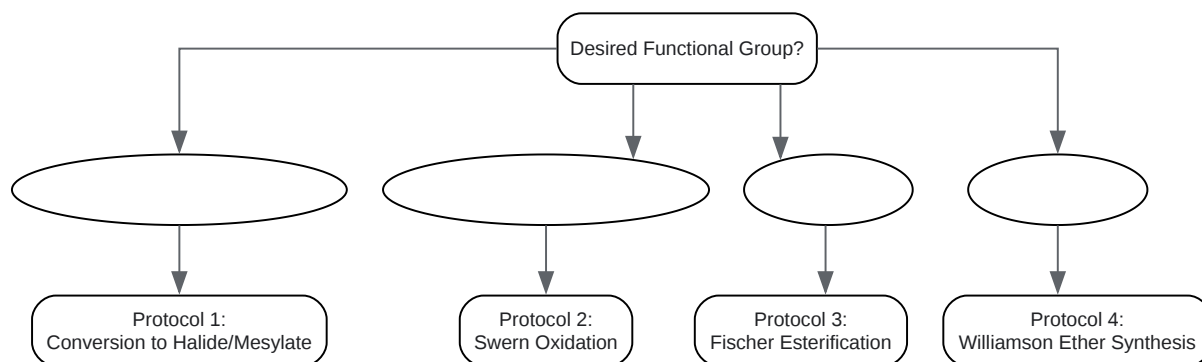 Desired Functional Group?
Protocol 1:
Conversion to Halide/Mesylate
Protocol 2:
Swern Oxidation
Protocol 3:
Fischer Esterification
Protocol 4:
Williamson Ether Synthesis